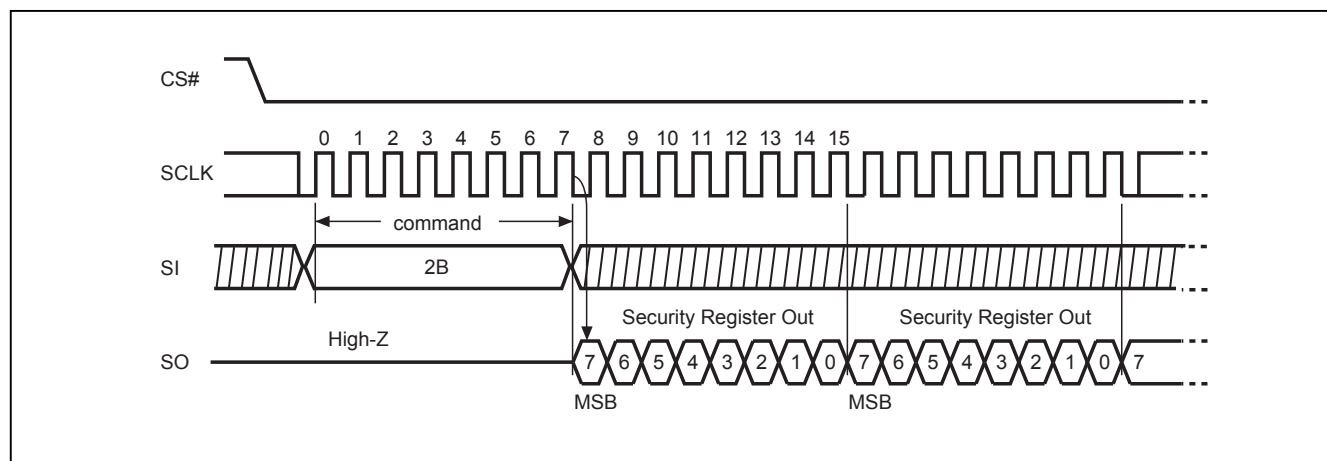 CS#
0 1 2 3 4 5 6 7 8 9 10 11 12 13 14 15
SCLK
command
SI
2B
Security Register Out Security Register Out
High-Z
SO
7 6 5 4 3 2 1 0 7 6 5 4 3 2 1 0 7
MSB MSB